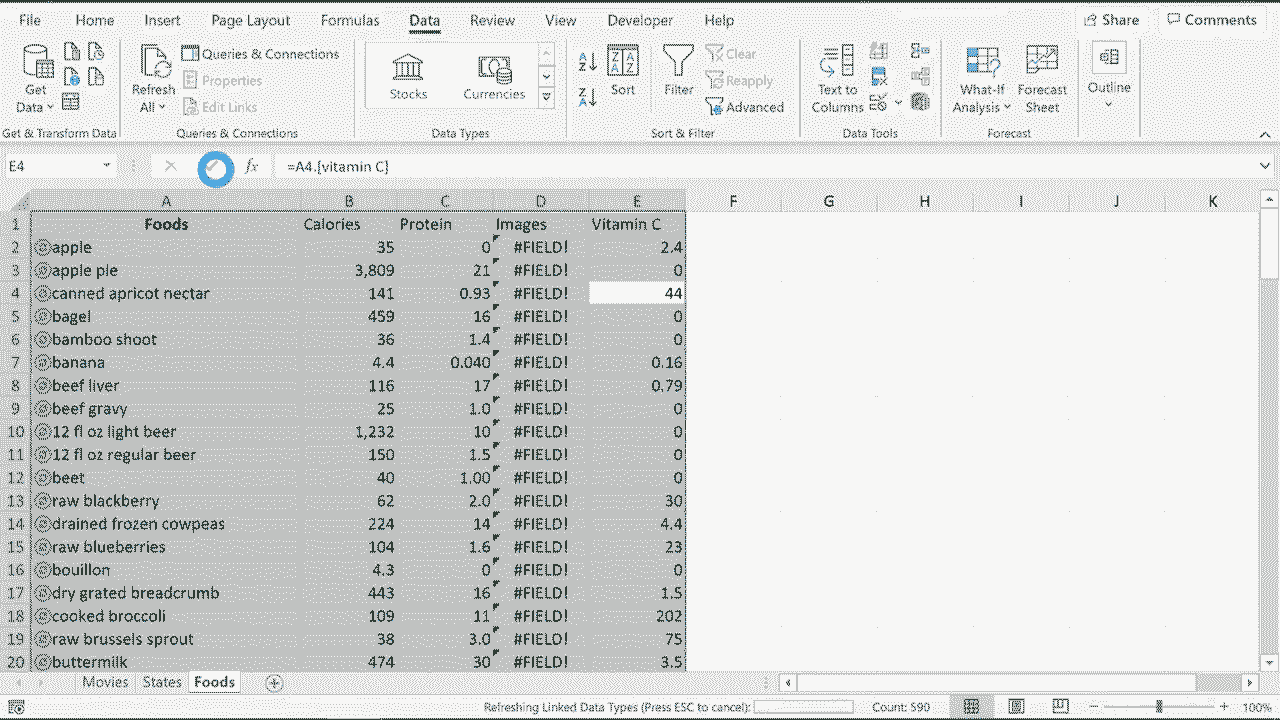 File Home Insert Page Layout Formulas Data Review View Developer Help Share Comments
Get Data Refresh All Queries & Connections Properties Edit Links Stocks Currencies Sort Filter Clear Reapply Advanced Text to Columns What-If Analysis Forecast Sheet Outline
Get & Transform Data Queries & Connections Data Types Sort & Filter Data Tools Forecast
E4 fx =A4.[vitamin C]
A B C D E F G H I J K
1 Foods Calories Protein Images Vitamin C
2 apple 35 0 #FIELD! 2.4
3 apple pie 3,809 21 #FIELD! 0
4 canned apricot nectar 141 0.93 #FIELD! 44
5 bagel 459 16 #FIELD! 0
6 bamboo shoot 36 1.4 #FIELD! 0
7 banana 4.4 0.040 #FIELD! 0.16
8 beef liver 116 17 #FIELD! 0.79
9 beef gravy 25 1.0 #FIELD! 0
10 12 fl oz light beer 1,232 10 #FIELD! 0
11 12 fl oz regular beer 150 1.5 #FIELD! 0
12 beet 40 1.00 #FIELD! 0
13 raw blackberry 62 2.0 #FIELD! 30
14 drained frozen cowpeas 224 14 #FIELD! 4.4
15 raw blueberries 104 1.6 #FIELD! 23
16 bouillon 4.3 0 #FIELD! 0
17 dry grated breadcrumb 443 16 #FIELD! 1.5
18 cooked broccoli 109 11 #FIELD! 202
19 raw brussels sprout 38 3.0 #FIELD! 75
20 buttermilk 474 30 #FIELD! 3.5
Movies States Foods
Refreshing Linked Data Types (Press ESC to cancel): Count: 590 100%